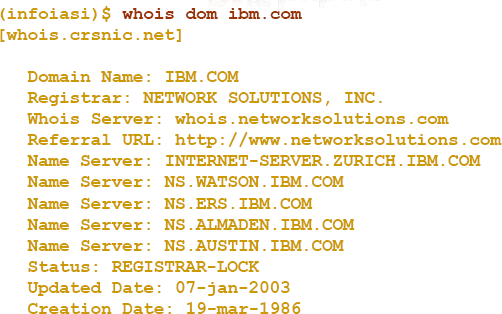 (infoiasi)$ whois dom ibm.com
[whois.crsnic.net]
Domain Name: IBM.COM
Registrar: NETWORK SOLUTIONS, INC.
Whois Server: whois.networksolutions.com
Referral URL: http://www.networksolutions.com
Name Server: INTERNET-SERVER.ZURICH.IBM.COM
Name Server: NS.WATSON.IBM.COM
Name Server: NS.ERS.IBM.COM
Name Server: NS.ALMADEN.IBM.COM
Name Server: NS.AUSTIN.IBM.COM
Status: REGISTRAR-LOCK
Updated Date: 07-jan-2003
Creation Date: 19-mar-1986